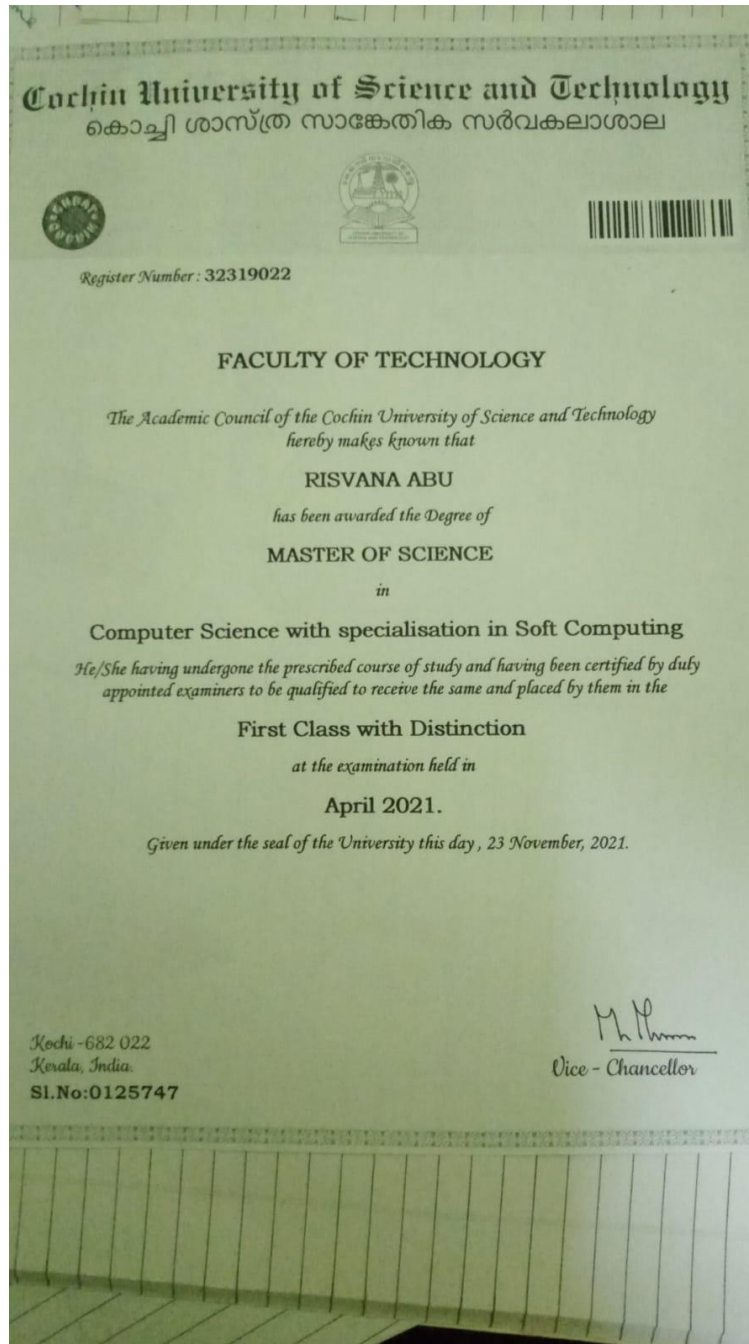 Cochin University of Science and Technology
കൊച്ചി ശാസ്ത്ര സാങ്കേതിക സർവകലാശാല
Register Number : 32319022
FACULTY OF TECHNOLOGY
The Academic Council of the Cochin University of Science and Technology
hereby makes known that
RISVANA ABU
has been awarded the Degree of
MASTER OF SCIENCE
in
Computer Science with specialisation in Soft Computing
He/She having undergone the prescribed course of study and having been certified by duly
appointed examiners to be qualified to receive the same and placed by them in the
First Class with Distinction
at the examination held in
April 2021.
Given under the seal of the University this day , 23 November, 2021.
Kochi -682 022
Kerala, India.
Sl.No:0125747
Vice - Chancellor